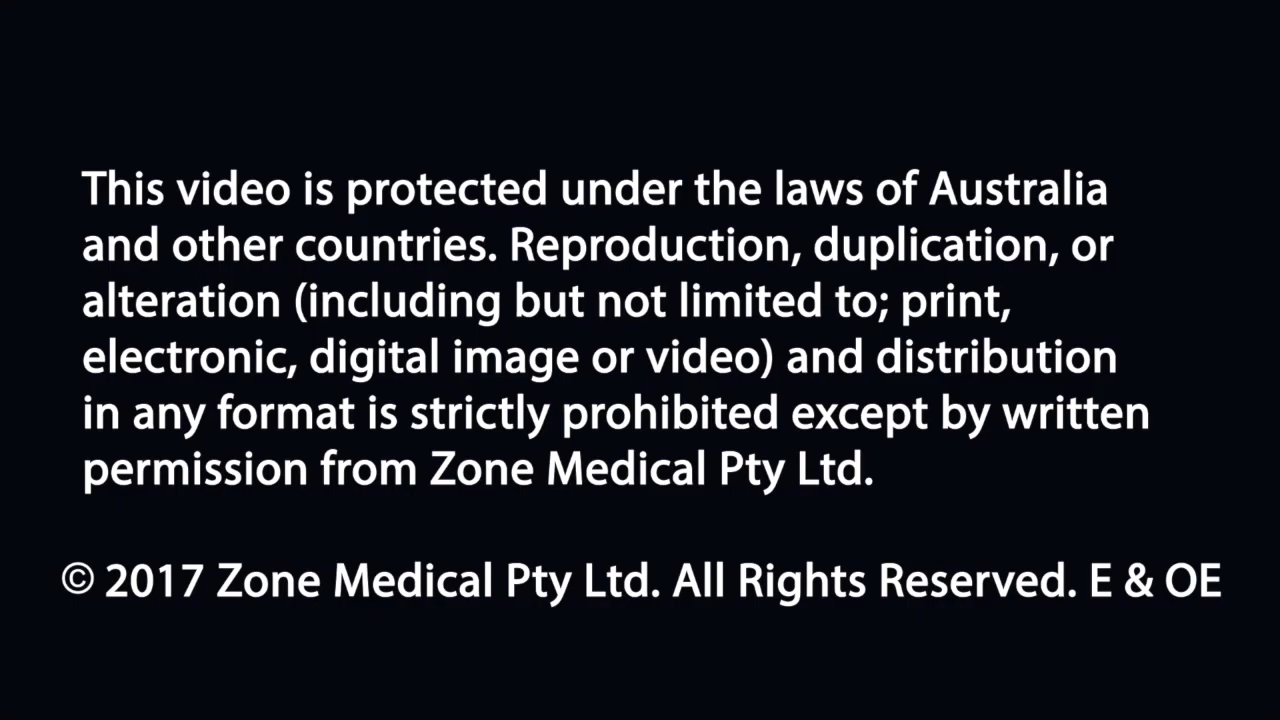 This video is protected under the laws of Australia
and other countries. Reproduction, duplication, or
alteration (including but not limited to; print,
electronic, digital image or video) and distribution
in any format is strictly prohibited except by written
permission from Zone Medical Pty Ltd.
© 2017 Zone Medical Pty Ltd. All Rights Reserved. E & OE